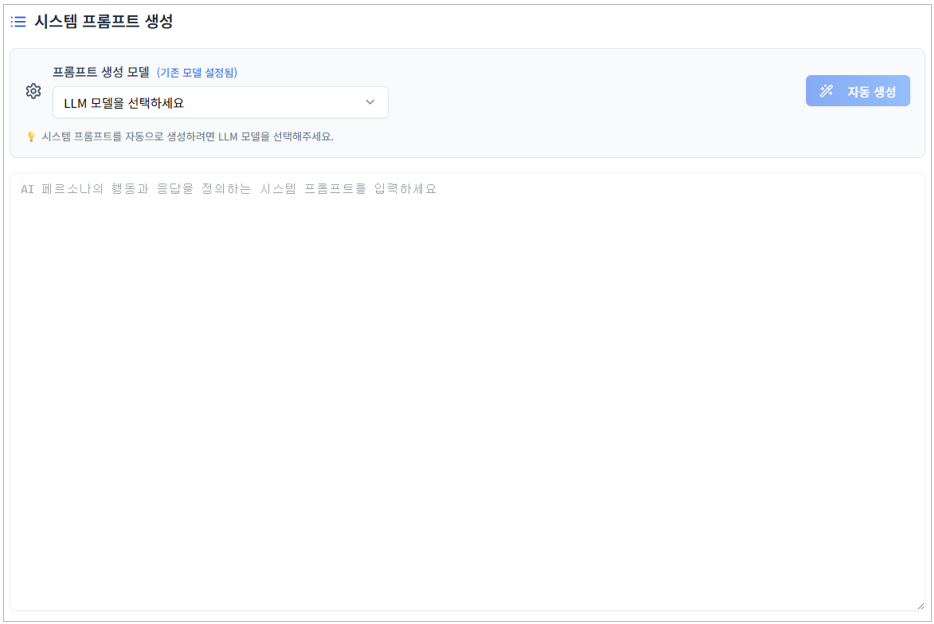 시스템 프롬프트 생성
프롬프트 생성 모델 (기존 모델 설정됨)
LLM 모델을 선택하세요
자동 생성
시스템 프롬프트를 자동으로 생성하려면 LLM 모델을 선택해주세요.
AI 페르소나의 행동과 응답을 정의하는 시스템 프롬프트를 입력하세요